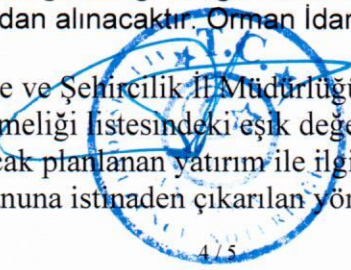 dan alınacaktır. Orman İdar
e ve Şehircilik İl Müdürlüğü
meliği listesindeki eşik değe
cak planlanan yatırım ile ilgi
nuna istinaden çıkarılan yön
T.C.
4 / 5